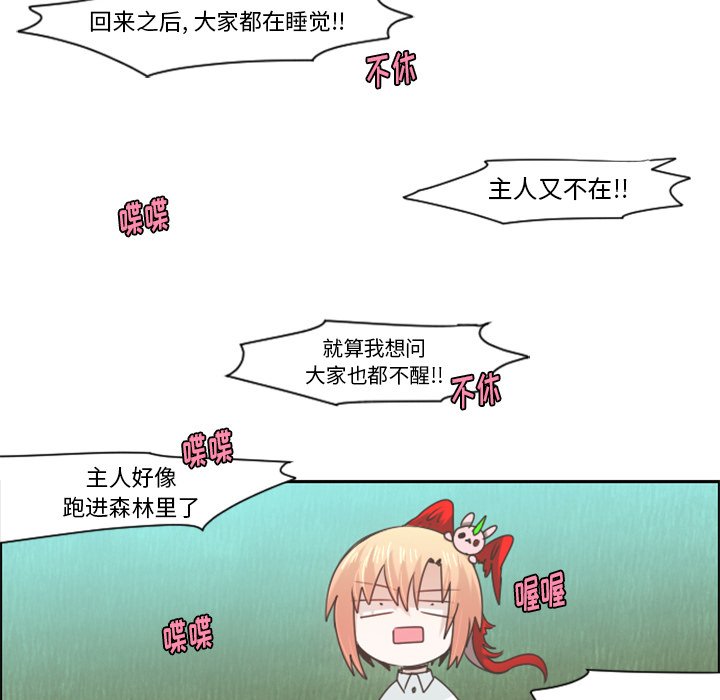 回来之后, 大家都在睡觉!!
不休
主人又不在!!
喋喋
就算我想问
大家也都不醒!!
不休
喋喋
主人好像
跑进森林里了
喔喔
喋喋